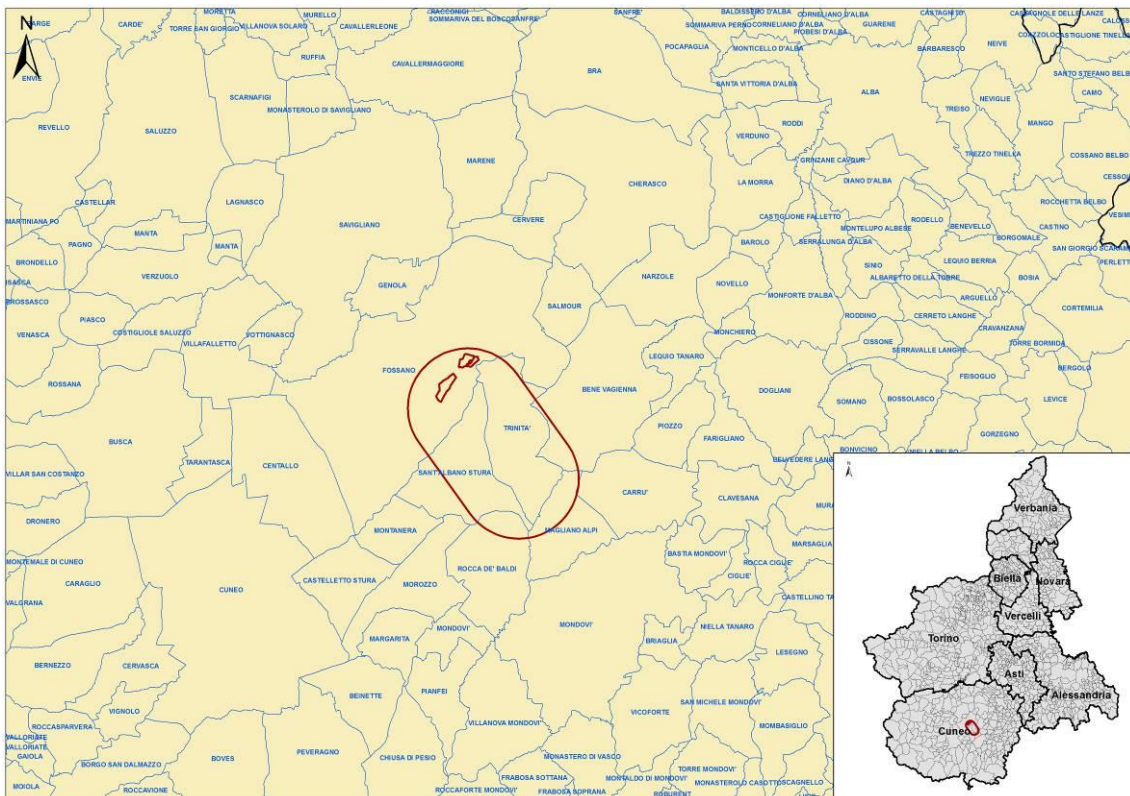 MORETTA
RACCONIGI
SANFRE'
BALDISSERO D'ALBA
CORNELIANO D'ALBA
CASTAGNITO
CASTAGNOLE DELLE LANZE
CARDE'
TORRE SAN GIORGIO
VILLANOVA SOLARO
MURELLO
CAVALLERLEONE
SOMMARIVA DEL BOSCO
SANFRE'
SOMMARIVA PERNO
CORNELIANO D'ALBA
PIOBESI D'ALBA
GUARENE
CASTIGLIONE TINELLA
N
RUFFIA
CAVALLERMAGGIORE
POCAPAGLIA
MONTICELLO D'ALBA
BARBARESCO
NEIVE
ENVIE
BRA
SANTA VITTORIA D'ALBA
ALBA
SANTO STEFANO BELB
CAMO
SCARNAFIGI
MONASTEROLO DI SAVIGLIANO
TREISO
NEVIGLIE
MANGO
REVELLO
SALUZZO
RODDI
VERDUNO
TREZZO TINELLA
MARENE
GRINZANE CAVOUR
COSSANO BELBO
CHERASCO
LA MORRA
DIANO D'ALBA
CASTELLAR
LAGNASCO
ROCCHETTA BELBO
MARTINIANA PO
SAVIGLIANO
CERVERE
CASTIGLIONE FALLETTO
RODELLO
MANTA
MONTELUPO ALBESE
BENEVELLO
CASTINO
PAGNO
MANTA
BAROLO
SERRALUNGA D'ALBA
BORGOMALE
BRONDELLO
VERZUOLO
SINIO
LEQUIO BERRIA
NARZOLE
NOVELLO
ALBARETTO DELLA TORRE
BOSIA
GENOLA
MONFORTE D'ALBA
ARGUELLO
SALMOUR
CORTEMILIA
PIASCO
RODDINO
CERRETO LANGHE
VENASCA
COSTIGLIOLE SALUZZO
VOTTIGNASCO
MONCHIERO
CRAVANZANA
VILLAFALLETTO
CISSONE
TORRE BORMIDA
SERRAVALLE LANGHE
LEQUIO TANARO
FOSSANO
BERGOLO
FEISOGLIO
ROSSANA
BENE VAGIENNA
DOGLIANI
SOMANO
BOSSOLASCO
LEVICE
TRINITA'
PIOZZO
BUSCA
FARIGLIANO
GORZEGNO
BONVICINO
TARANTASCA
CENTALLO
VILLAR SAN COSTANZO
SANT'ALBANO STURA
CARRU'
CLAVESANA
DRONERO
MONTANERA
MAGLIANO ALPI
BASTIA MONDOVI'
MARSAGLIA
MONTEMALE DI CUNEO
ROCCA DE' BALDI
ROCCA CIGLIE'
CIGLIE'
CARAGLIO
CUNEO
CASTELLETTO STURA
MOROZZO
VALGRANA
MONDOVI'
MONDOVI'
NIELLA TANARO
MARGARITA
BRIAGLIA
LESEGNO
BERNEZZO
CERVASCA
BEINETTE
PIANFEI
SAN MICHELE MONDOVI'
VIGNOLO
VICOFORTE
ROCCASPARVERA
VILLANOVA MONDOVI'
MOMBASIGLIO
GAIOLA
PEVERAGNO
BOVES
CHIUSA DI PESIO
MONASTERO DI VASCO
BORGO SAN DALMAZZO
TORRE MONDOVI'
FRABOSA SOTTANA
MONTALDO DI MONDOVI'
MONASTEROLO CASOTTO
SCAGNELLO
MOIOLA
ROCCAVIONE
ROCCAFORTE MONDOVI'
FRABOSA SOPRANA
N
Verbania
Biella
Novara
Vercelli
Torino
Asti
Alessandria
Cuneo